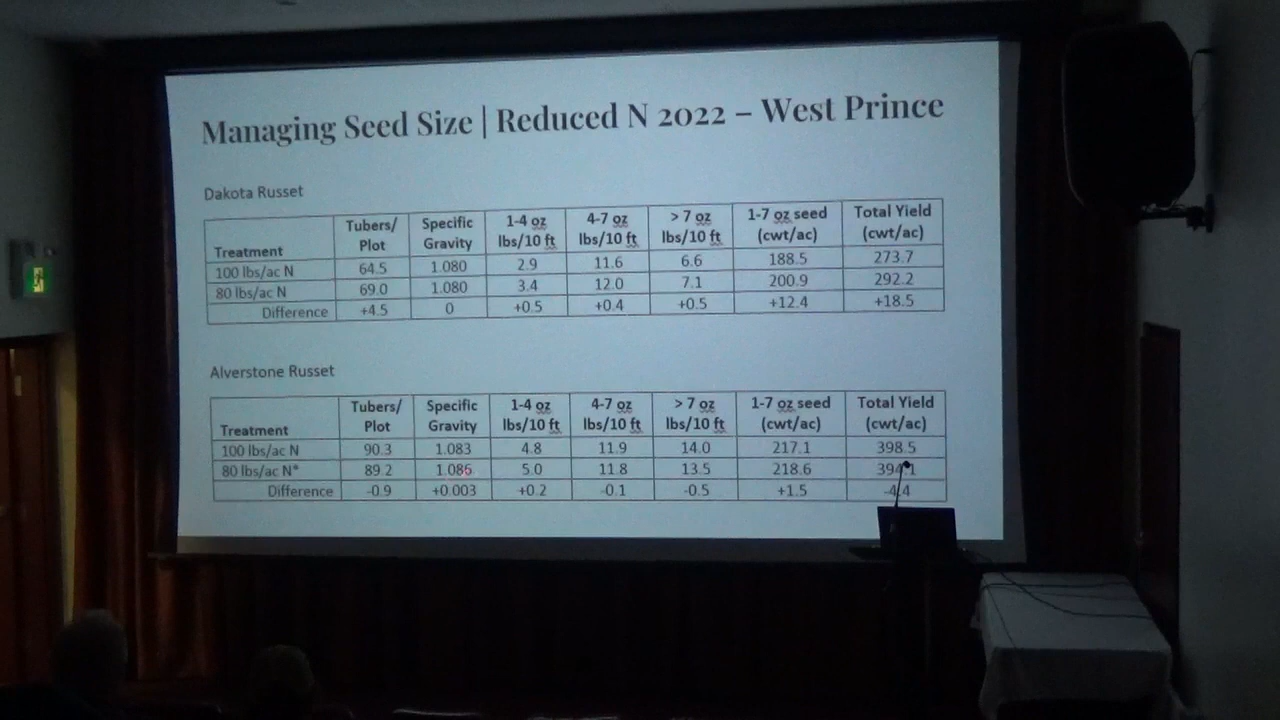 Managing Seed Size | Reduced N 2022 – West Prince
Dakota Russet
Treatment Tubers/ Plot Specific Gravity 1-4 oz lbs/10 ft 4-7 oz lbs/10 ft > 7 oz lbs/10 ft 1-7 oz seed (cwt/ac) Total Yield (cwt/ac)
100 lbs/ac N 64.5 1.080 2.9 11.6 6.6 188.5 273.7
80 lbs/ac N 69.0 1.080 3.4 12.0 7.1 200.9 292.2
Difference +4.5 0 +0.5 +0.4 +0.5 +12.4 +18.5
Alverstone Russet
Treatment Tubers/ Plot Specific Gravity 1-4 oz lbs/10 ft 4-7 oz lbs/10 ft > 7 oz lbs/10 ft 1-7 oz seed (cwt/ac) Total Yield (cwt/ac)
100 lbs/ac N 90.3 1.083 4.8 11.9 14.0 217.1 398.5
80 lbs/ac N* 89.2 1.086 5.0 11.8 13.5 218.6 394.1
Difference -0.9 +0.003 +0.2 -0.1 -0.5 +1.5 -4.4